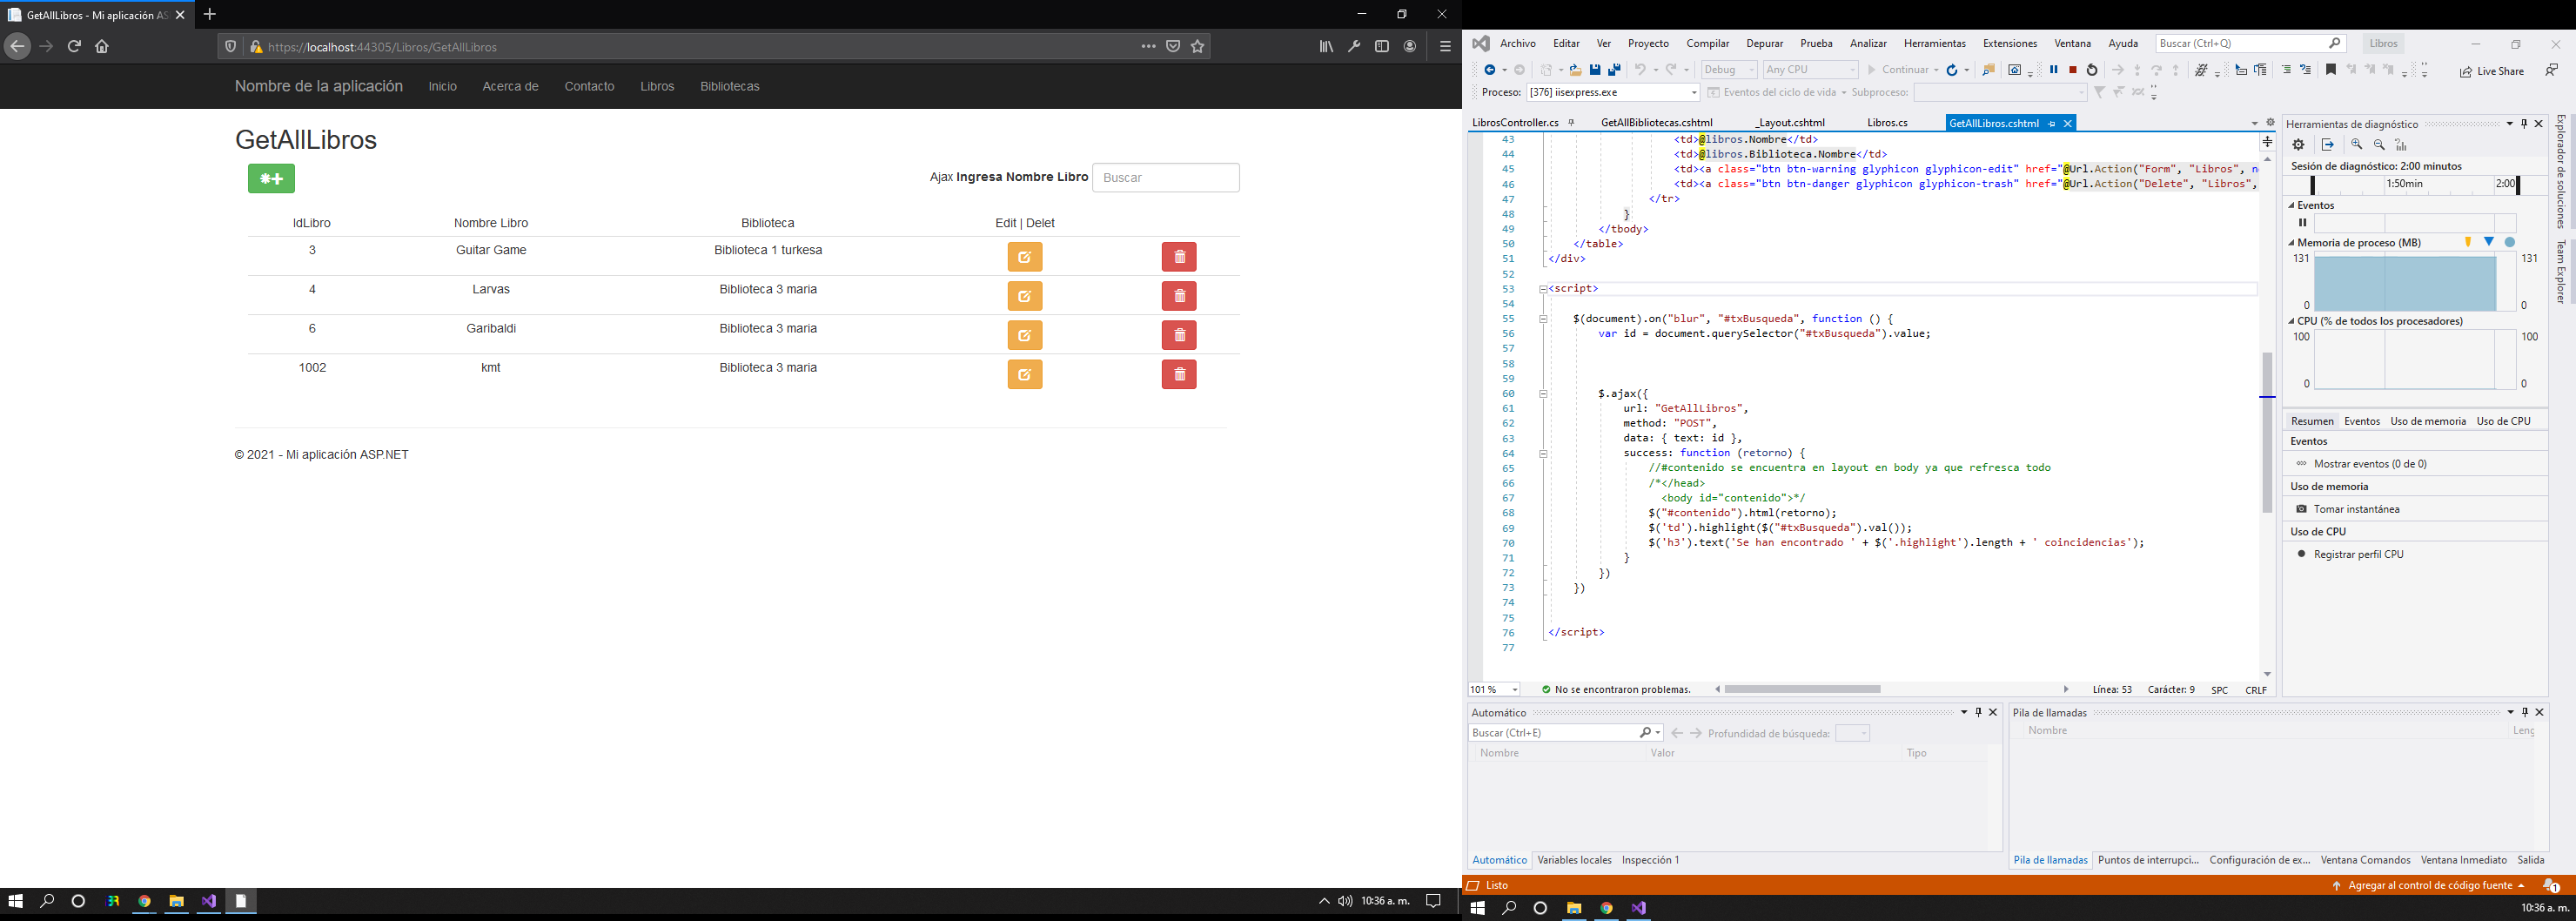 GetAllLibros - Mi aplicación AS
https://localhost:44305/Libros/GetAllLibros
Nombre de la aplicación Inicio Acerca de Contacto Libros Bibliotecas
GetAllLibros
Ajax Ingresa Nombre Libro Buscar
IdLibro Nombre Libro Biblioteca Edit | Delet
3 Guitar Game Biblioteca 1 turkesa
4 Larvas Biblioteca 3 maria
6 Garibaldi Biblioteca 3 maria
1002 kmt Biblioteca 3 maria
© 2021 - Mi aplicación ASP.NET
10:36 a. m.
Archivo Editar Ver Proyecto Compilar Depurar Prueba Analizar Herramientas Extensiones Ventana Ayuda Buscar (Ctrl+Q) Libros
Debug Any CPU Continuar Live Share
Proceso: [376] iisexpress.exe Eventos del ciclo de vida Subproceso:
LibrosController.cs GetAllBibliotecas.cshtml _Layout.cshtml Libros.cs GetAllLibros.cshtml
43 <td>@libros.Nombre</td>
44 <td>@libros.Biblioteca.Nombre</td>
45 <td><a class="btn btn-warning glyphicon glyphicon-edit" href="@Url.Action("Form", "Libros", n
46 <td><a class="btn btn-danger glyphicon glyphicon-trash" href="@Url.Action("Delete", "Libros",
47 </tr>
48 }
49 </tbody>
50 </table>
51 </div>
52
53 <script>
54
55 $(document).on("blur", "#txBusqueda", function () {
56 var id = document.querySelector("#txBusqueda").value;
57
58
59
60 $.ajax({
61 url: "GetAllLibros",
62 method: "POST",
63 data: { text: id },
64 success: function (retorno) {
65 //#contenido se encuentra en layout en body ya que refresca todo
66 /*</head>
67 <body id="contenido">*/
68 $("#contenido").html(retorno);
69 $('td').highlight($("#txBusqueda").val());
70 $('h3').text('Se han encontrado ' + $('.highlight').length + ' coincidencias');
71 }
72 })
73 })
74
75
76 </script>
77
101 % No se encontraron problemas. Línea: 53 Carácter: 9 SPC CRLF
Herramientas de diagnóstico
Sesión de diagnóstico: 2:00 minutos
1:50min 2:00
Eventos
Memoria de proceso (MB)
131 131
0 0
CPU (% de todos los procesadores)
100 100
0 0
Resumen Eventos Uso de memoria Uso de CPU
Eventos
Mostrar eventos (0 de 0)
Uso de memoria
Tomar instantánea
Uso de CPU
Registrar perfil CPU
Explorador de soluciones
Team Explorer
Automático
Buscar (Ctrl+E) Profundidad de búsqueda:
Nombre Valor Tipo
Automático Variables locales Inspección 1
Pila de llamadas
Nombre Leng
Pila de llamadas Puntos de interrupci... Configuración de ex... Ventana Comandos Ventana Inmediato Salida
Listo Agregar al control de código fuente 1
10:36 a. m.